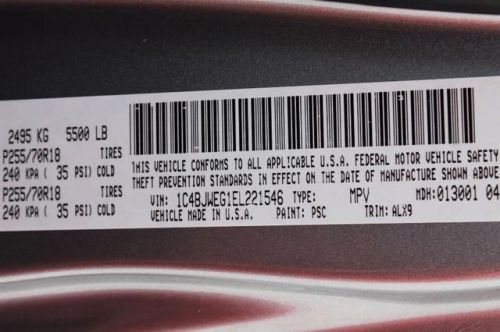 2495 KG 5500 LB
P255/70R18 TIRES
240 KPA ( 35 PSI) COLD
P255/70R18 TIRES
240 KPA ( 35 PSI) COLD
THIS VEHICLE CONFORMS TO ALL APPLICABLE U.S.A. FEDERAL MOTOR VEHICLE SAFETY
THEFT PREVENTION STANDARDS IN EFFECT ON THE DATE OF MANUFACTURE SHOWN ABOVE
VIN: 1C4BJWEG1EL221546 TYPE: MPV MDH: 013001 04
VEHICLE MADE IN U.S.A. PAINT: PSC TRIM: ALX9